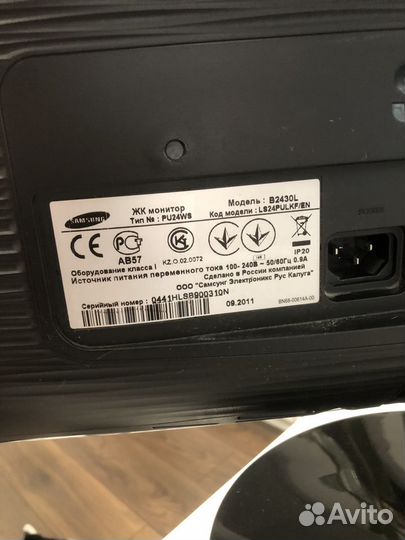 SAMSUNG
ЖК монитор
Тип № : PU24WS
Модель : B2430L
Код модели : LS24PULKF/EN
AB57
KZ.O.02.0072
IP20
Оборудование класса I
Источник питания переменного тока 100- 240В ~ 50/60Гц 0.9А
Сделано в России компанией
ООО "Самсунг Электроникс Рус Калуга"
Серийный номер : 0441HLSB900310N
09.2011
BN68-00614A-00
POWER
Avito